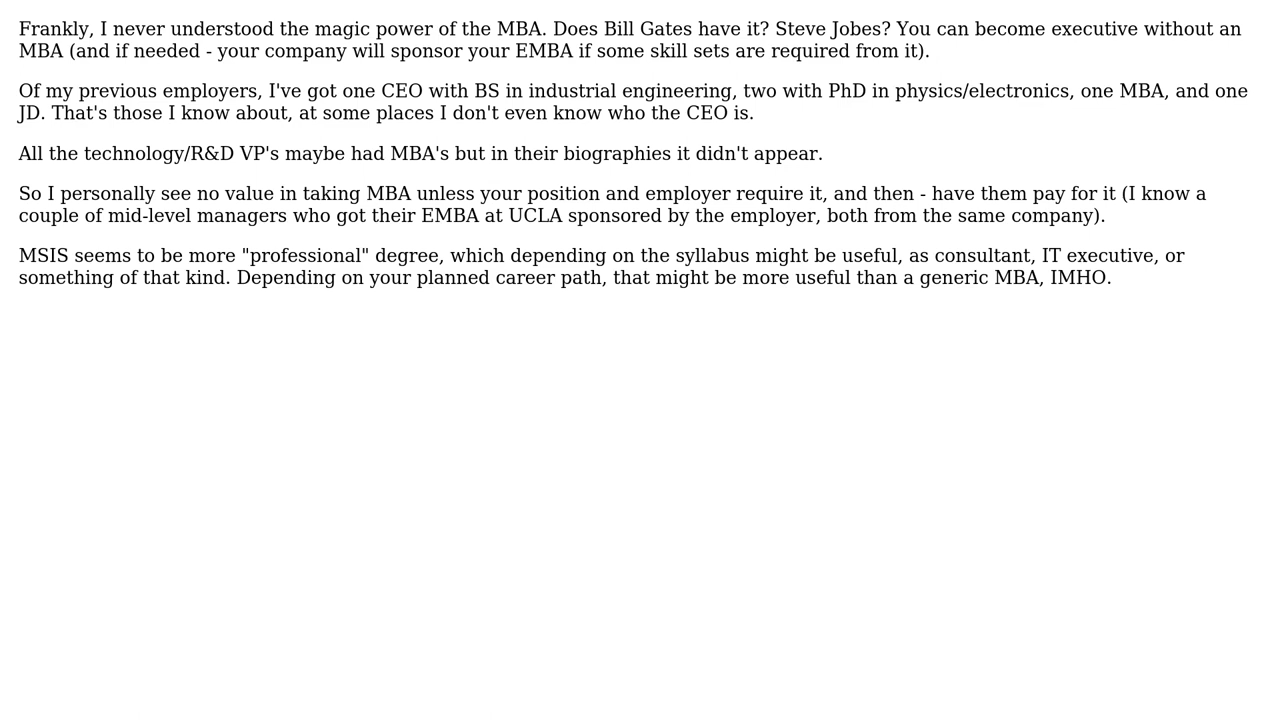 Frankly, I never understood the magic power of the MBA. Does Bill Gates have it? Steve Jobes? You can become executive without an
MBA (and if needed - your company will sponsor your EMBA if some skill sets are required from it).
Of my previous employers, I've got one CEO with BS in industrial engineering, two with PhD in physics/electronics, one MBA, and one
JD. That's those I know about, at some places I don't even know who the CEO is.
All the technology/R&D VP's maybe had MBA's but in their biographies it didn't appear.
So I personally see no value in taking MBA unless your position and employer require it, and then - have them pay for it (I know a
couple of mid-level managers who got their EMBA at UCLA sponsored by the employer, both from the same company).
MSIS seems to be more "professional" degree, which depending on the syllabus might be useful, as consultant, IT executive, or
something of that kind. Depending on your planned career path, that might be more useful than a generic MBA, IMHO.